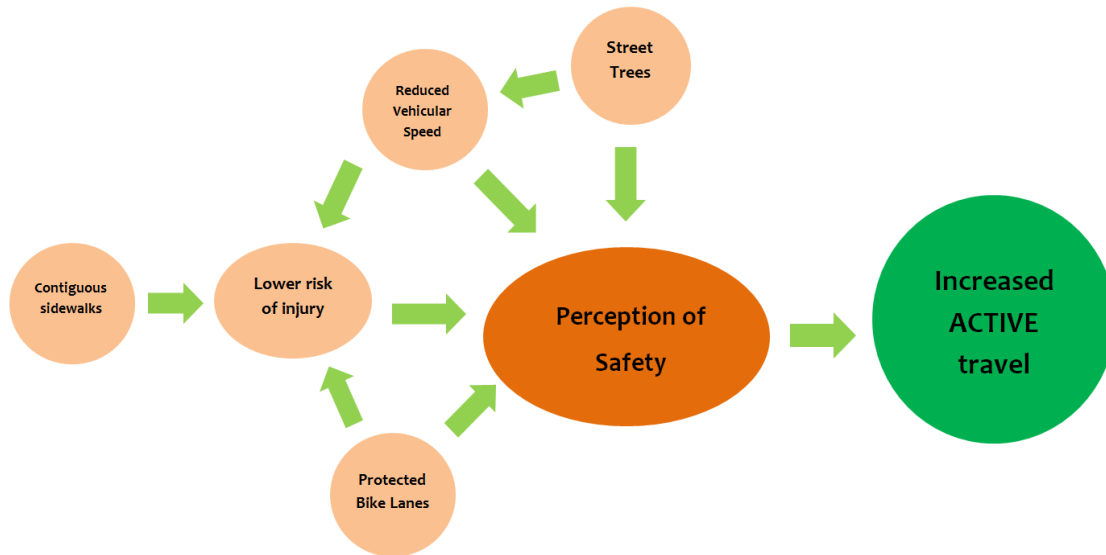 Street
Trees
Reduced
Vehicular
Speed
Contiguous
sidewalks
Lower risk
of injury
Perception of
Safety
Increased
ACTIVE
travel
Protected
Bike Lanes